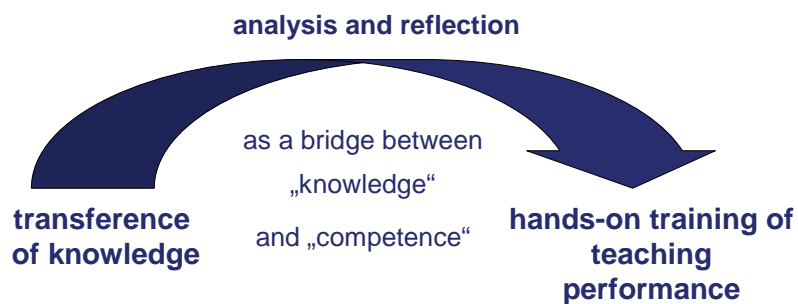 analysis and reflection
as a bridge between
„knowledge“
and „competence“
transference
of knowledge
hands-on training of
teaching
performance